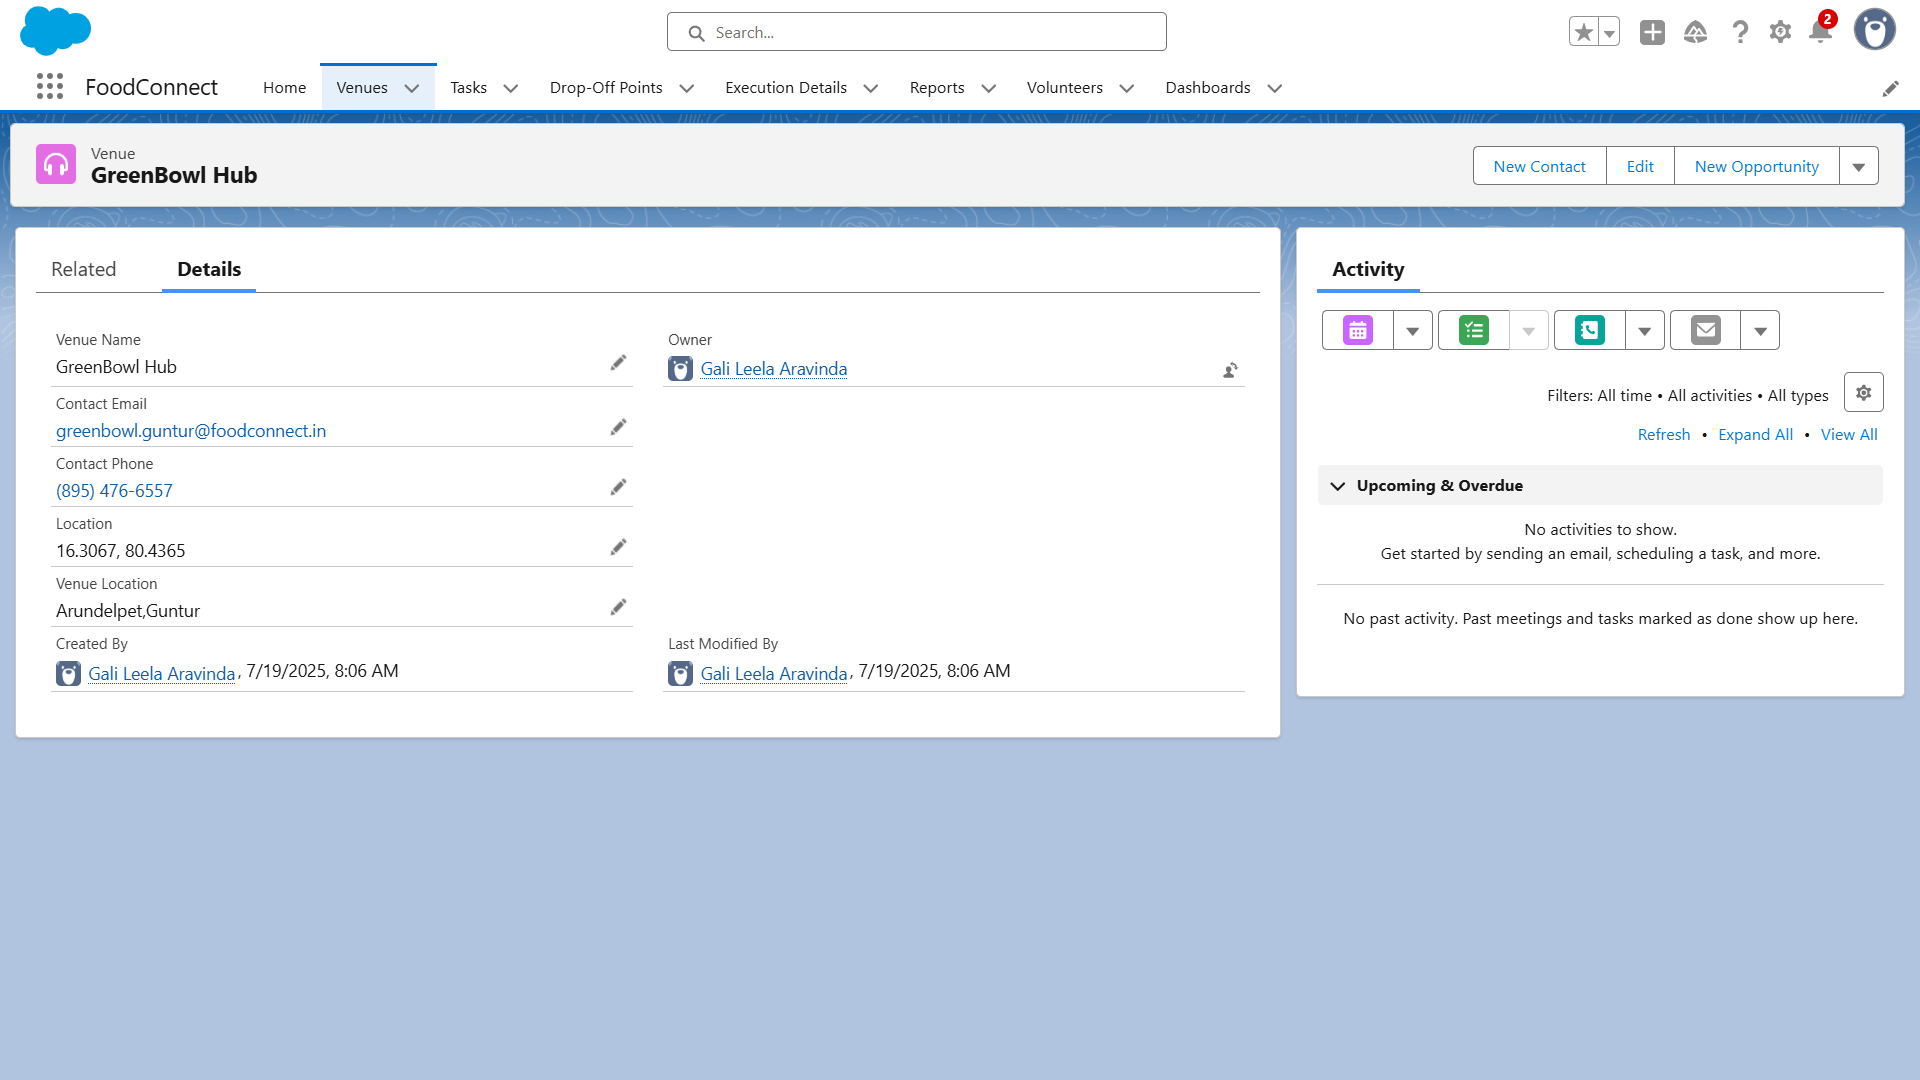 Search...
2
FoodConnect
Home
Venues
Tasks
Drop-Off Points
Execution Details
Reports
Volunteers
Dashboards
Venue
GreenBowl Hub
New Contact
Edit
New Opportunity
Related
Details
Venue Name
GreenBowl Hub
Owner
Gali Leela Aravinda
Contact Email
greenbowl.guntur@foodconnect.in
Contact Phone
(895) 476-6557
Location
16.3067, 80.4365
Venue Location
Arundelpet,Guntur
Created By
Gali Leela Aravinda, 7/19/2025, 8:06 AM
Last Modified By
Gali Leela Aravinda, 7/19/2025, 8:06 AM
Activity
Filters: All time • All activities • All types
Refresh • Expand All • View All
Upcoming & Overdue
No activities to show.
Get started by sending an email, scheduling a task, and more.
No past activity. Past meetings and tasks marked as done show up here.